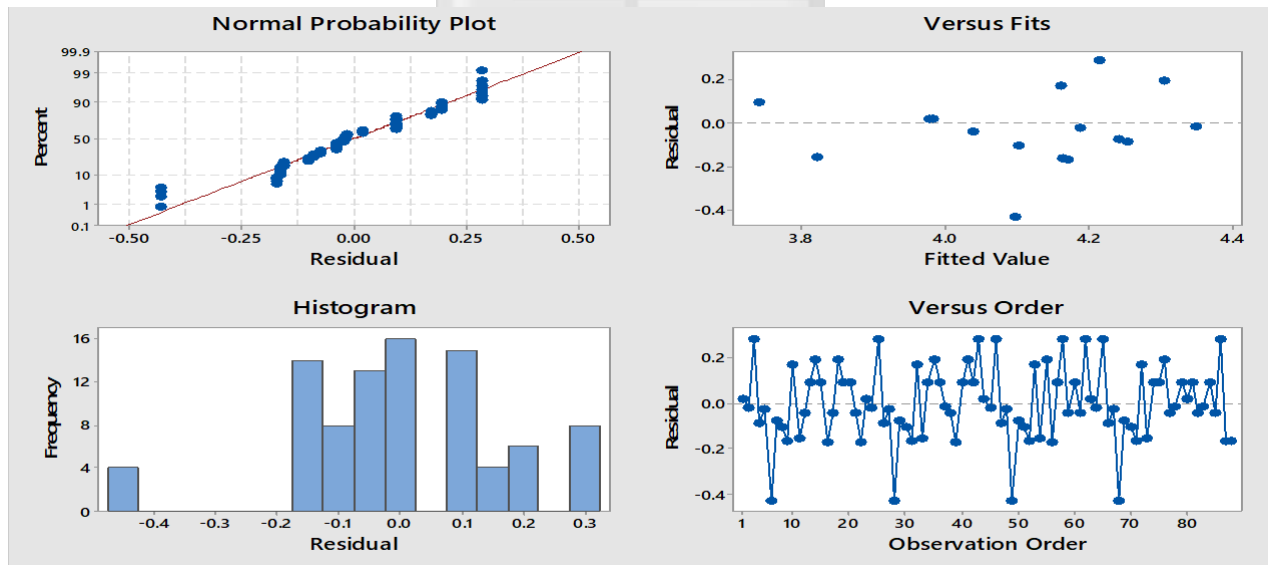 Normal Probability Plot
99.9
99
90
50
10
1
0.1
Percent
-0.50 -0.25 0.00 0.25 0.50
Residual
Versus Fits
0.2
0.0
-0.2
-0.4
Residual
3.8 4.0 4.2 4.4
Fitted Value
Histogram
16
12
8
4
0
Frequency
-0.4 -0.3 -0.2 -0.1 0.0 0.1 0.2 0.3
Residual
Versus Order
0.2
0.0
-0.2
-0.4
Residual
1 10 20 30 40 50 60 70 80
Observation Order